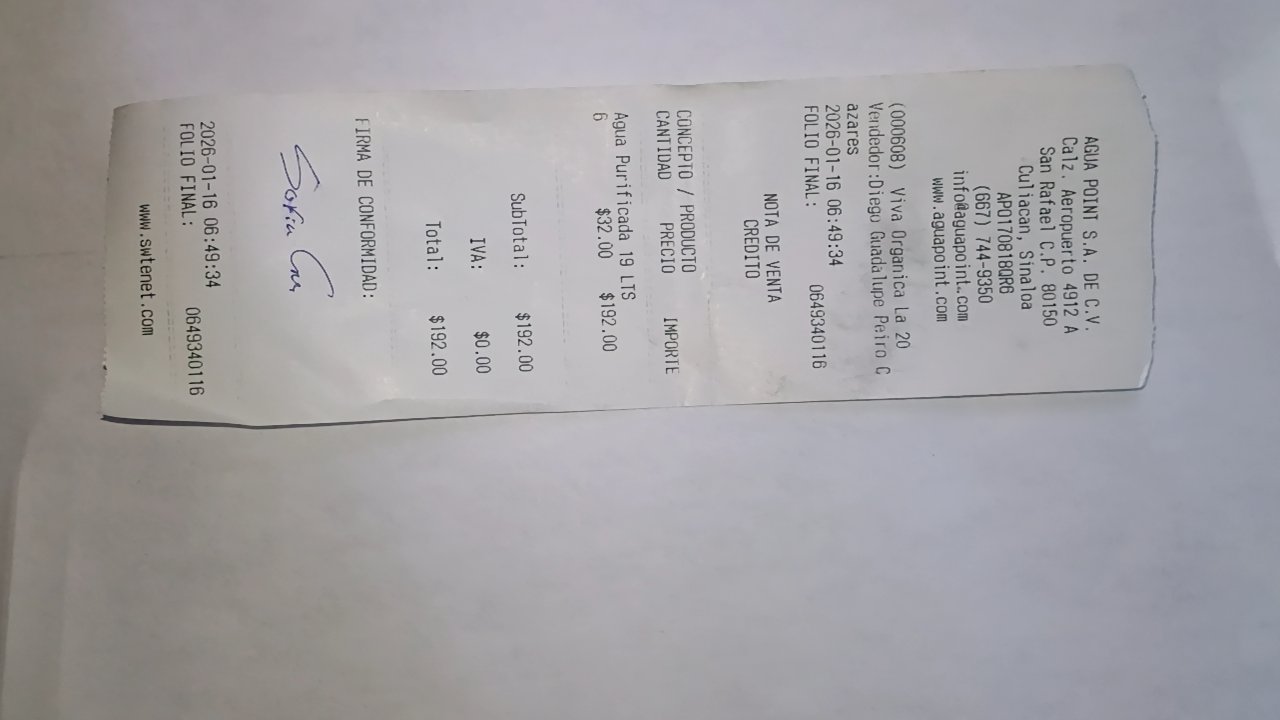 AGUA POINT S.A. DE C.V.
Calz. Aeropuerto 4912 A
San Rafael C.P. 80150
Culiacan, Sinaloa
APO170818QR6
(667) 744-9350
info@aguapoint.com
www.aguapoint.com
(000608) Viva Organica La 20
Vendedor:Diego Guadalupe Peiro C
azares
2026-01-16 06:49:34 0649340116
FOLIO FINAL:
NOTA DE VENTA
CREDITO
CONCEPTO / PRODUCTO
CANTIDAD PRECIO IMPORTE
Agua Purificada 19 LTS
6 $32.00 $192.00
SubTotal: $192.00
IVA: $0.00
Total: $192.00
FIRMA DE CONFORMIDAD:
2026-01-16 06:49:34
FOLIO FINAL: 0649340116
www.swtenet.com